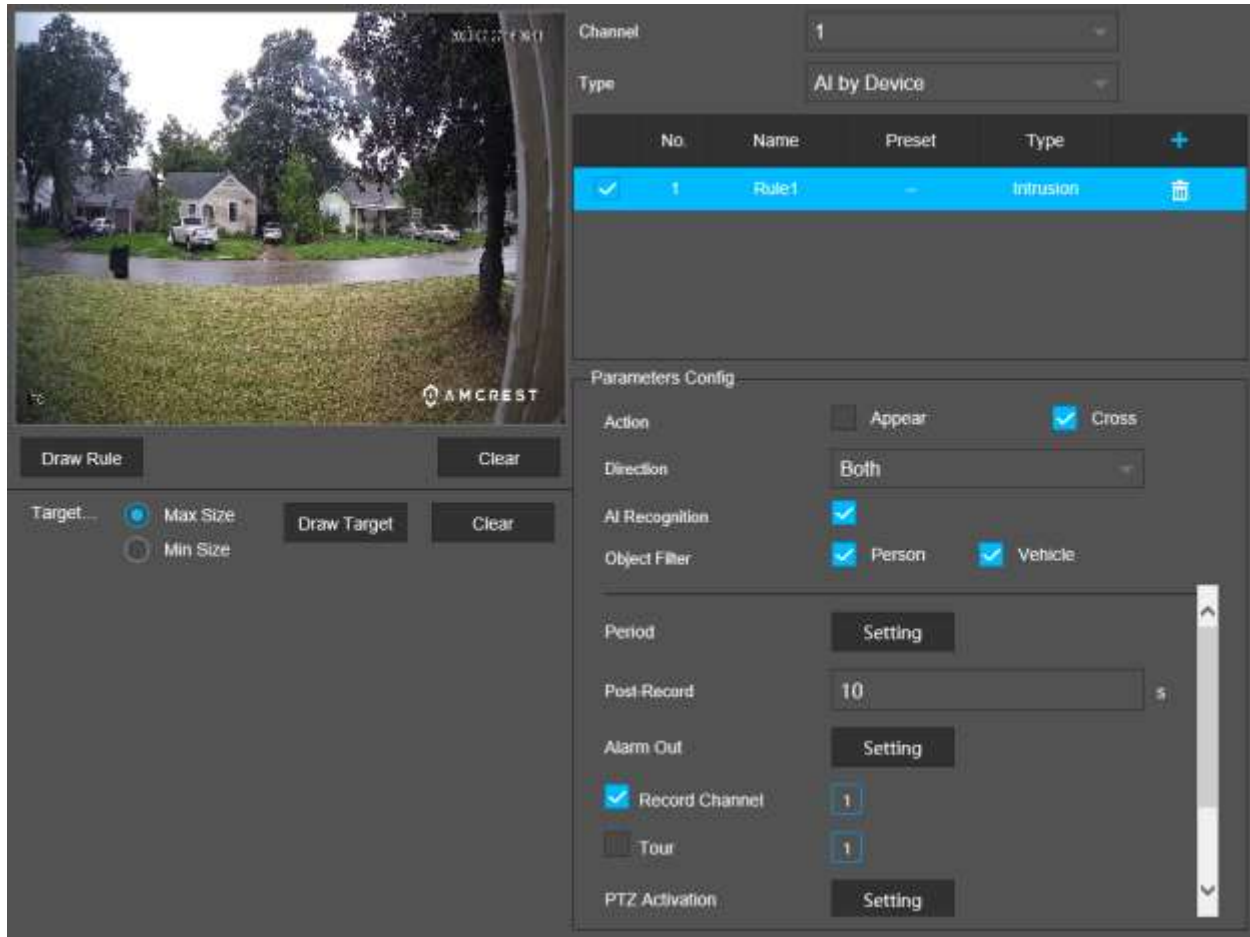 Channel 1
Type AI by Device
No. Name Preset Type +
1 Rule1 – Intrusion
AMCREST
Draw Rule Clear
Target... Max Size Draw Target Clear
Min Size
Parameters Config
Action Appear Cross
Direction Both
AI Recognition
Object Filter Person Vehicle
Period Setting
Post-Record 10 s
Alarm Out Setting
Record Channel 1
Tour 1
PTZ Activation Setting